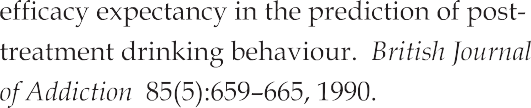 efficacy expectancy in the prediction of post-
treatment drinking behaviour. British Journal
of Addiction 85(5):659–665, 1990.